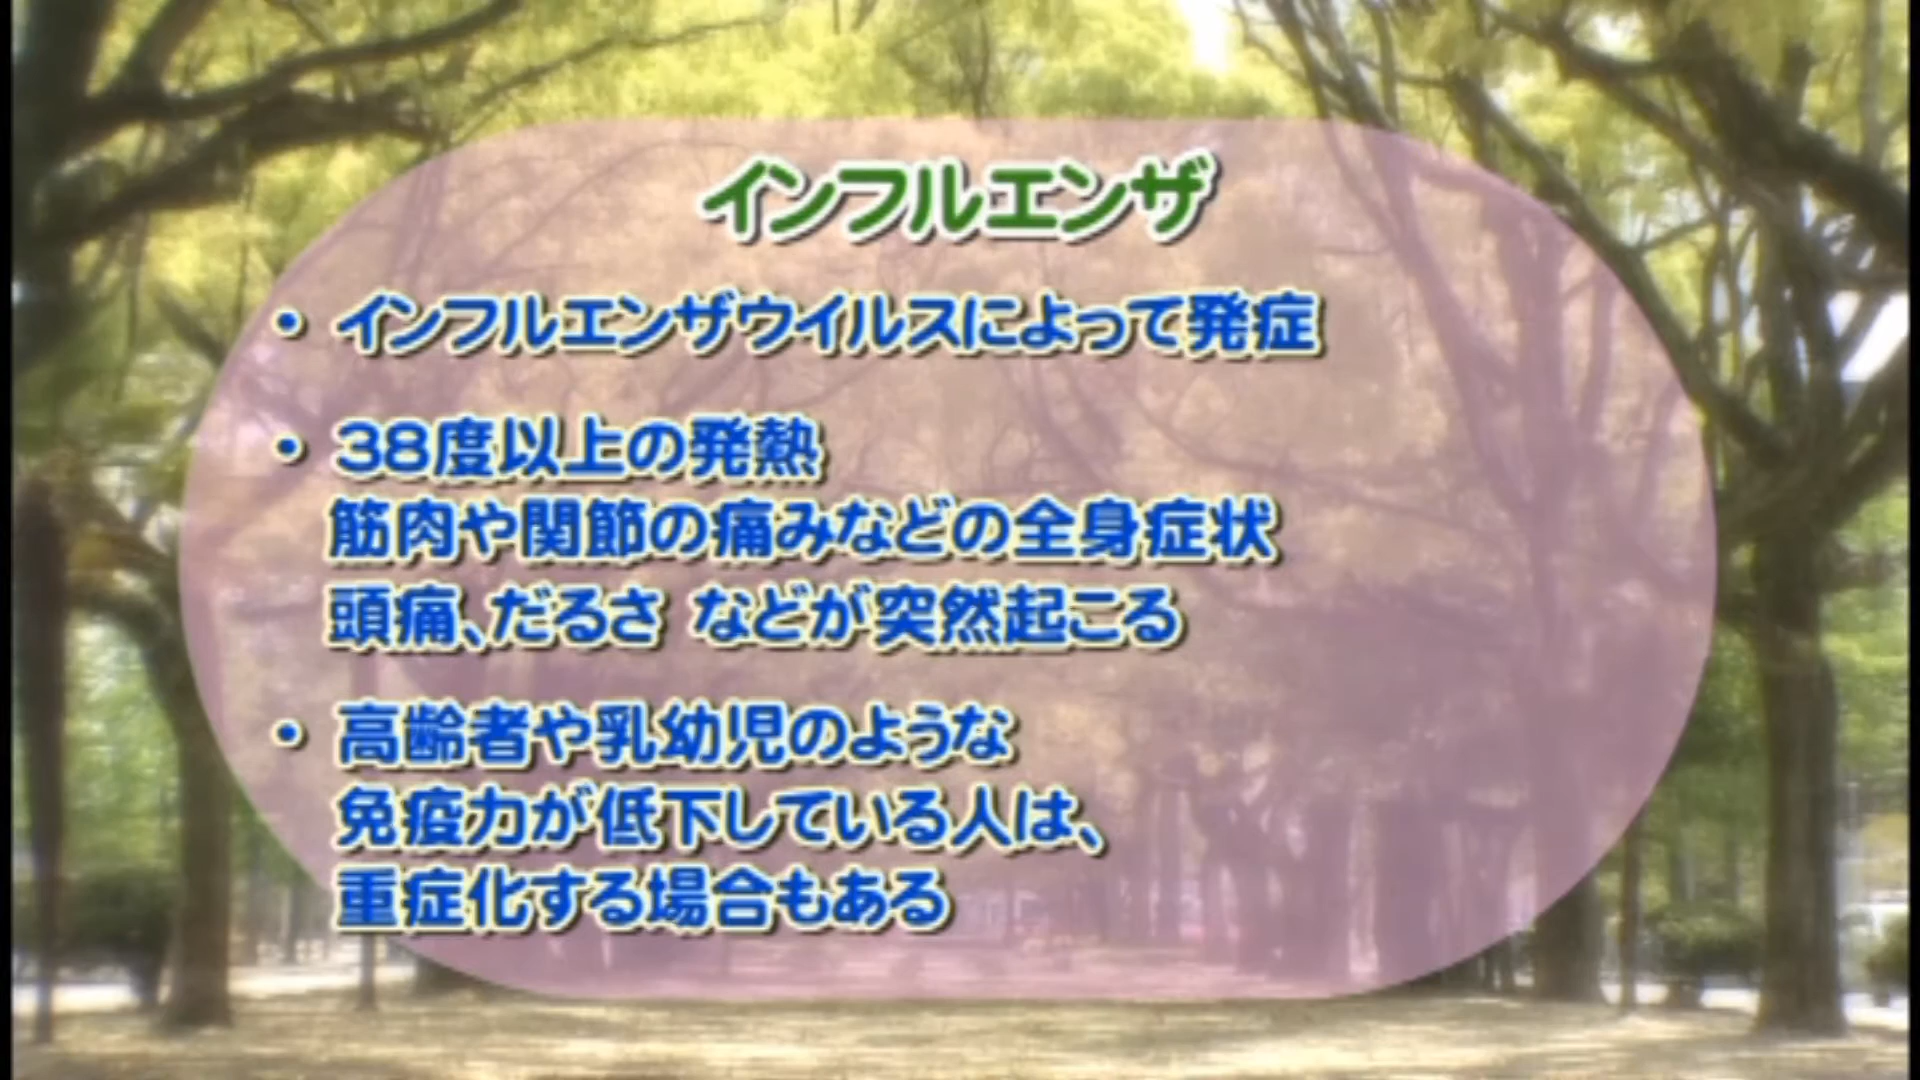 インフルエンザ
・ インフルエンザウイルスによって発症
・ 38度以上の発熱
筋肉や関節の痛みなどの全身症状
頭痛、だるさ などが突然起こる
・ 高齢者や乳幼児のような
免疫力が低下している人は、
重症化する場合もある